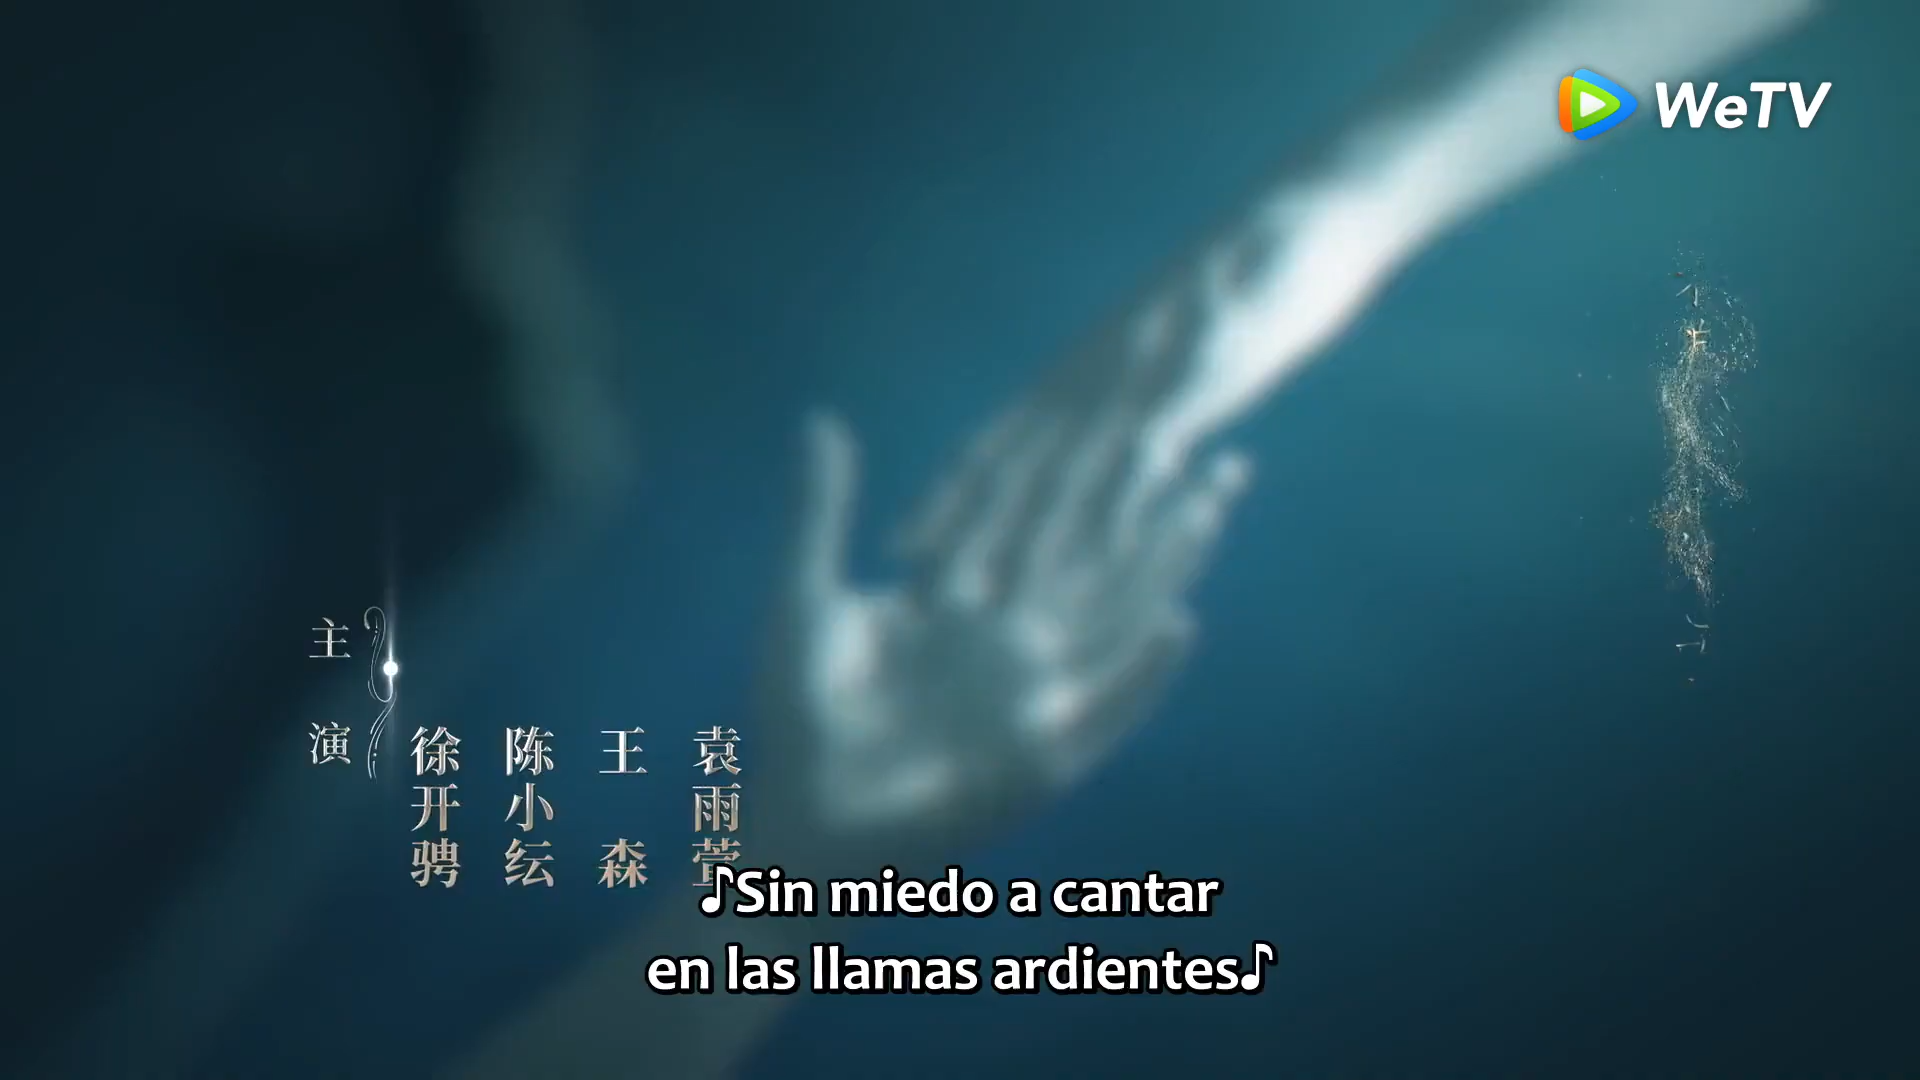 WeTV
主演
徐开骋
陈小纭
王森
袁雨萱
♪Sin miedo a cantar
en las llamas ardientes♪